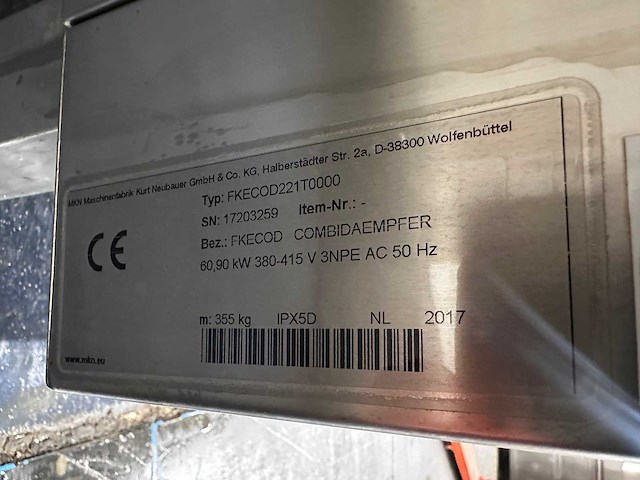 MKN Maschinenfabrik Kurt Neubauer GmbH & Co. KG, Halberstädter Str. 2a, D-38300 Wolfenbüttel
Typ: FKECOD221T0000
SN: 17203259 Item-Nr.: -
Bez.: FKECOD COMBIDAEMPFER
60,90 kW 380-415 V 3NPE AC 50 Hz
CE
m: 355 kg IPX5D NL 2017
www.mkn.eu